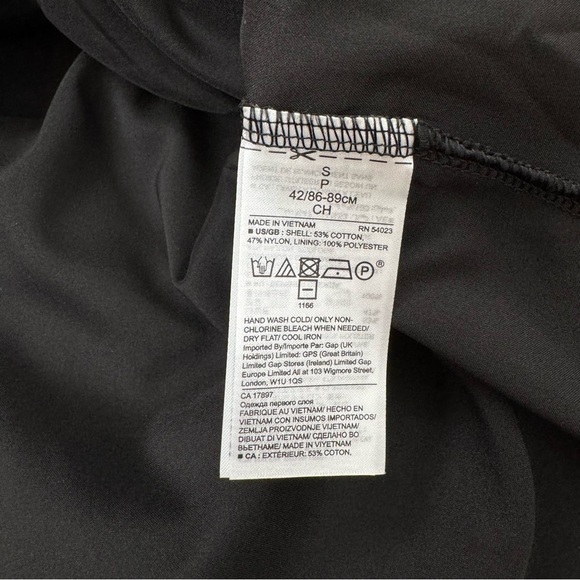 S
P
42/86-89см
CH
MADE IN VIETNAM RN 54023
■ US/GB : SHELL: 53% COTTON,
47% NYLON, LINING: 100% POLYESTER
P ®
1166
HAND WASH COLD/ ONLY NON-
CHLORINE BLEACH WHEN NEEDED/
DRY FLAT/ COOL IRON
Imported By/Importe Par: Gap (UK
Holdings) Limited: GPS (Great Britain)
Limited Gap Stores (Ireland) Limited Gap
Europe Limited All at 103 Wigmore Street,
London, W1U 1QS
CA 17897
Одежда первого слоя
FABRIQUÉ AU VIETNAM/ HECHO EN
VIETNAM CON INSUMOS IMPORTADOS/
ZEMLJA PROIZVODNJE VIJETNAM/
DIBUAT DI VIETNAM/ СДЕЛАНО ВО
ВЬЕТНАМЕ/ MADE IN VIYETNAM
■ CA : EXTÉRIEUR: 53% COTON,